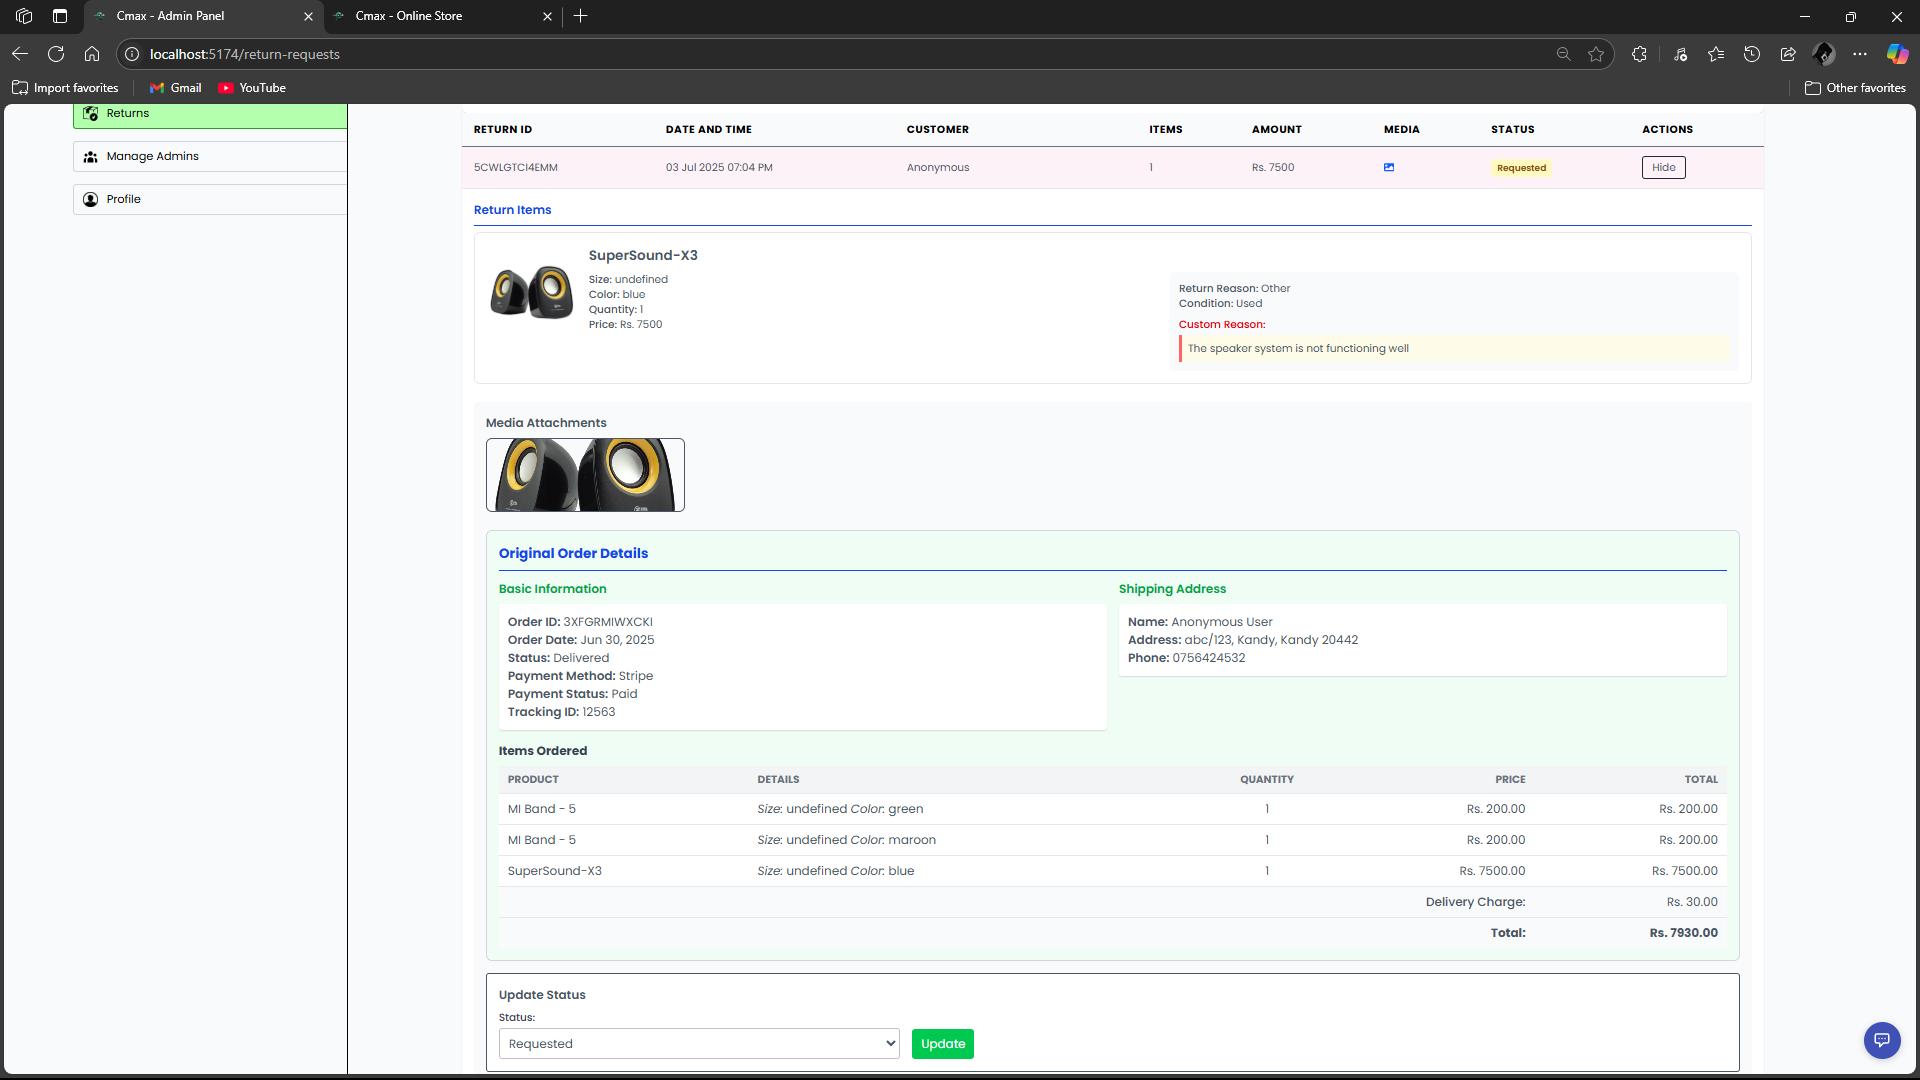 Cmax - Admin Panel
Cmax - Online Store
localhost:5174/return-requests
Import favorites
Gmail
YouTube
Other favorites
Returns
Manage Admins
Profile
RETURN ID DATE AND TIME CUSTOMER ITEMS AMOUNT MEDIA STATUS ACTIONS
5CWLGTCI4EMM 03 Jul 2025 07:04 PM Anonymous 1 Rs. 7500 Requested Hide
Return Items
SuperSound-X3
Size: undefined
Color: blue
Quantity: 1
Price: Rs. 7500
Return Reason: Other
Condition: Used
Custom Reason:
The speaker system is not functioning well
Media Attachments
Original Order Details
Basic Information
Order ID: 3XFGRMIWXCKI
Order Date: Jun 30, 2025
Status: Delivered
Payment Method: Stripe
Payment Status: Paid
Tracking ID: 12563
Shipping Address
Name: Anonymous User
Address: abc/123, Kandy, Kandy 20442
Phone: 0756424532
Items Ordered
PRODUCT DETAILS QUANTITY PRICE TOTAL
MI Band - 5 Size: undefined Color: green 1 Rs. 200.00 Rs. 200.00
MI Band - 5 Size: undefined Color: maroon 1 Rs. 200.00 Rs. 200.00
SuperSound-X3 Size: undefined Color: blue 1 Rs. 7500.00 Rs. 7500.00
Delivery Charge: Rs. 30.00
Total: Rs. 7930.00
Update Status
Status:
Requested
Update